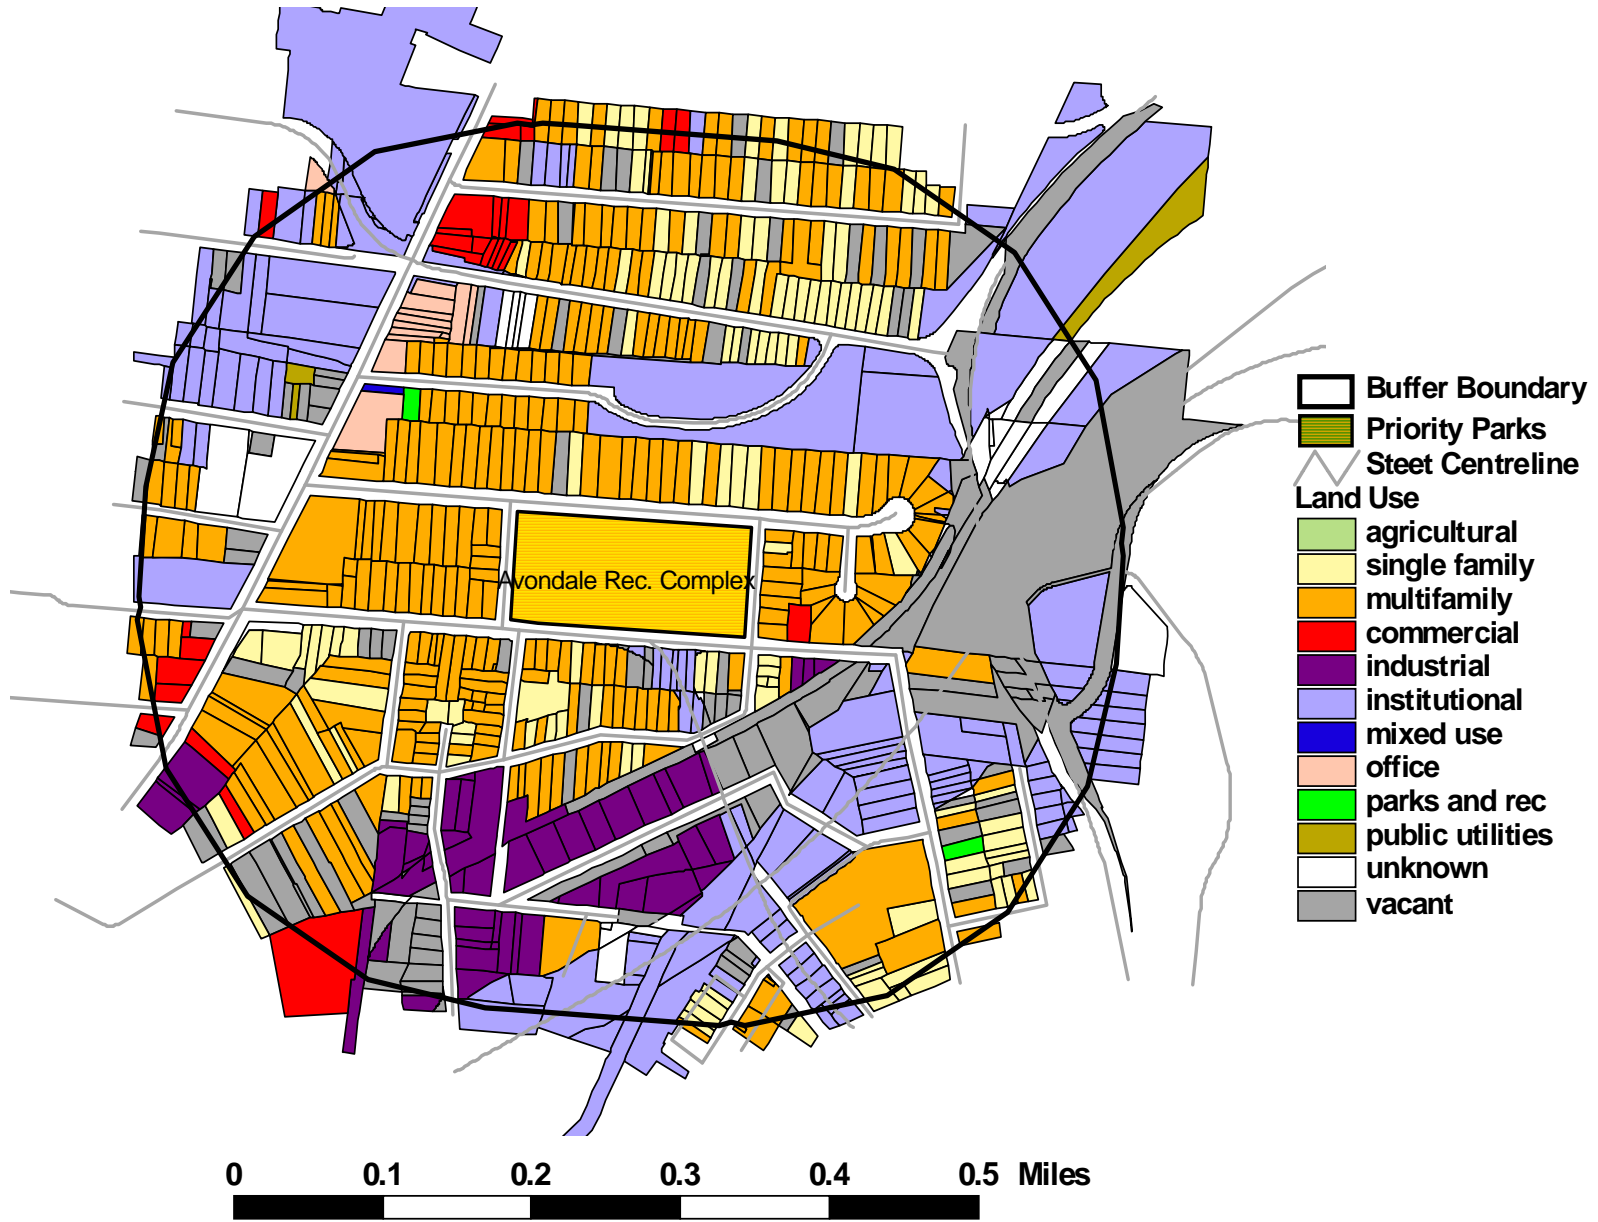 Avondale Rec. Complex
Buffer Boundary
Priority Parks
Steet Centreline
Land Use
agricultural
single family
multifamily
commercial
industrial
institutional
mixed use
office
parks and rec
public utilities
unknown
vacant
0 0.1 0.2 0.3 0.4 0.5 Miles